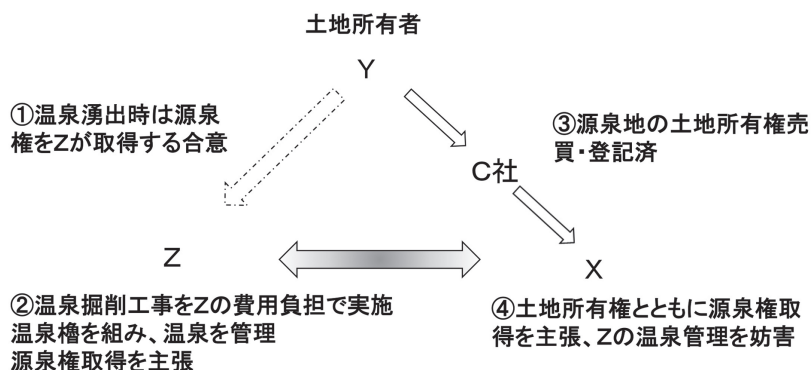 土地所有者
Y
①温泉湧出時は源泉
権をZが取得する合意
③源泉地の土地所有権売
買・登記済
C社
Z
X
②温泉掘削工事をZの費用負担で実施
温泉櫓を組み、温泉を管理
源泉権取得を主張
④土地所有権とともに源泉権取
得を主張、Zの温泉管理を妨害